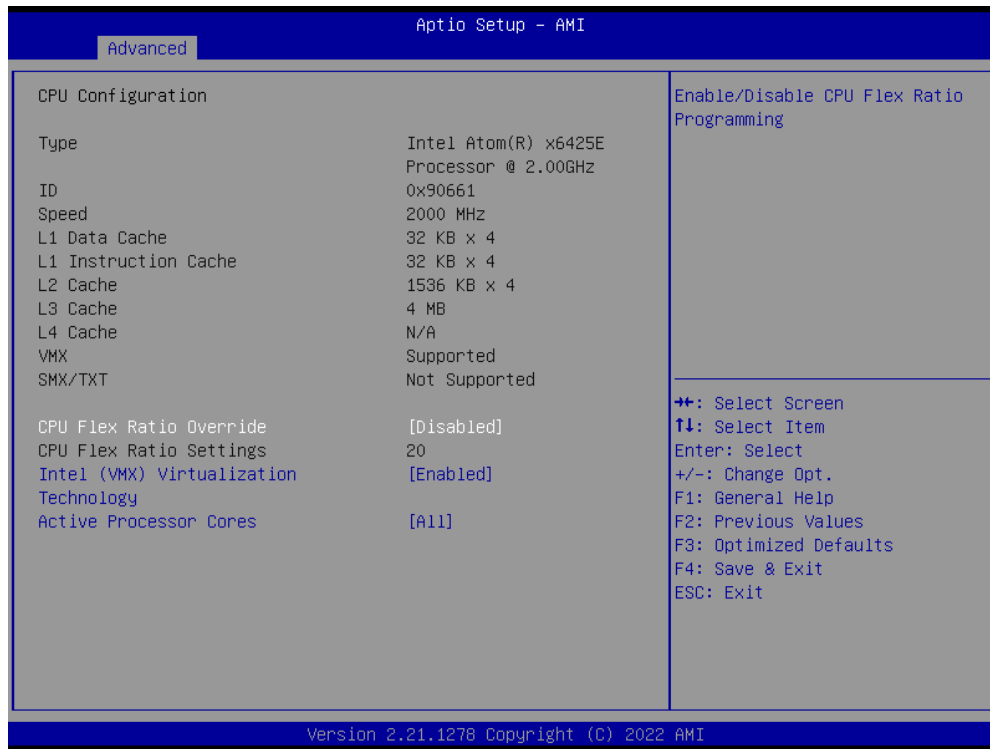 Aptio Setup – AMI
Advanced
CPU Configuration
Type Intel Atom(R) x6425E
Processor @ 2.00GHz
ID 0x90661
Speed 2000 MHz
L1 Data Cache 32 KB x 4
L1 Instruction Cache 32 KB x 4
L2 Cache 1536 KB x 4
L3 Cache 4 MB
L4 Cache N/A
VMX Supported
SMX/TXT Not Supported
CPU Flex Ratio Override [Disabled]
CPU Flex Ratio Settings 20
Intel (VMX) Virtualization [Enabled]
Technology
Active Processor Cores [All]
Enable/Disable CPU Flex Ratio
Programming
→←: Select Screen
↑↓: Select Item
Enter: Select
+/-: Change Opt.
F1: General Help
F2: Previous Values
F3: Optimized Defaults
F4: Save & Exit
ESC: Exit
Version 2.21.1278 Copyright (C) 2022 AMI